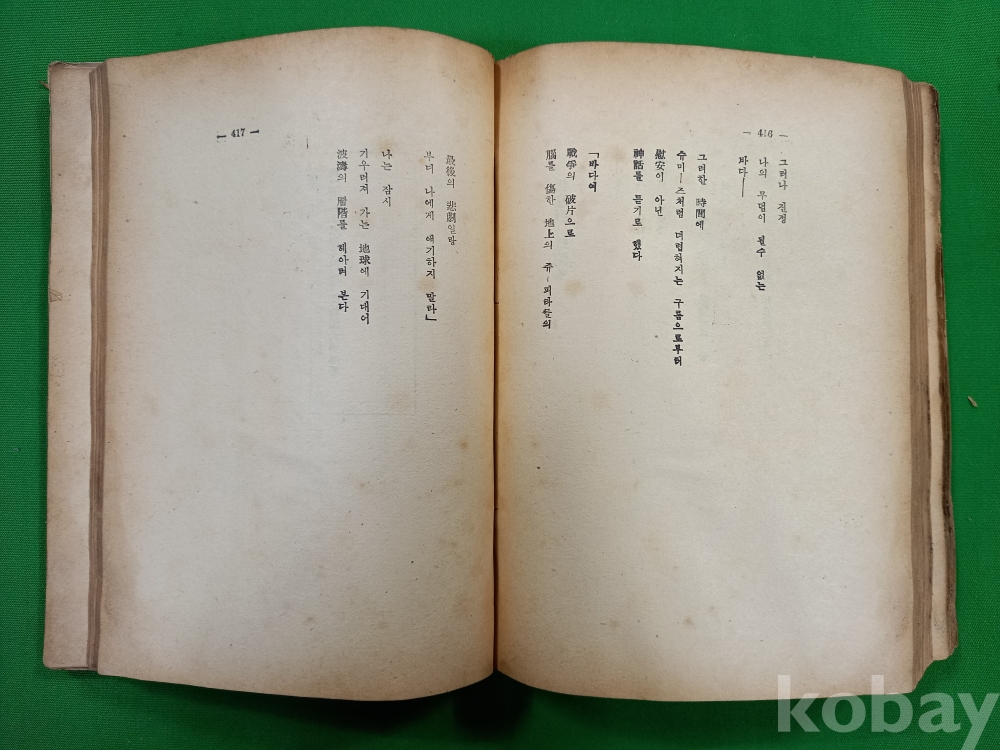 — 416 —
그러나 진정
나의 무덤이 될수 없는
바다——
그러한 時間에
슈미—즈처럼 더럽혀지는 구름으로부터
慰安이 아닌
神話를 듣기로 했다
「바다여
戰爭의 破片으로
腦를 傷한 地上의 쥬—피타들의
— 417 —
最後의 悲劇일랑
부디 나에게 얘기하지 말라」
나는 잠시
기우러져 가는 地球에 기대어
波濤의 層階를 헤아려 본다
kobay